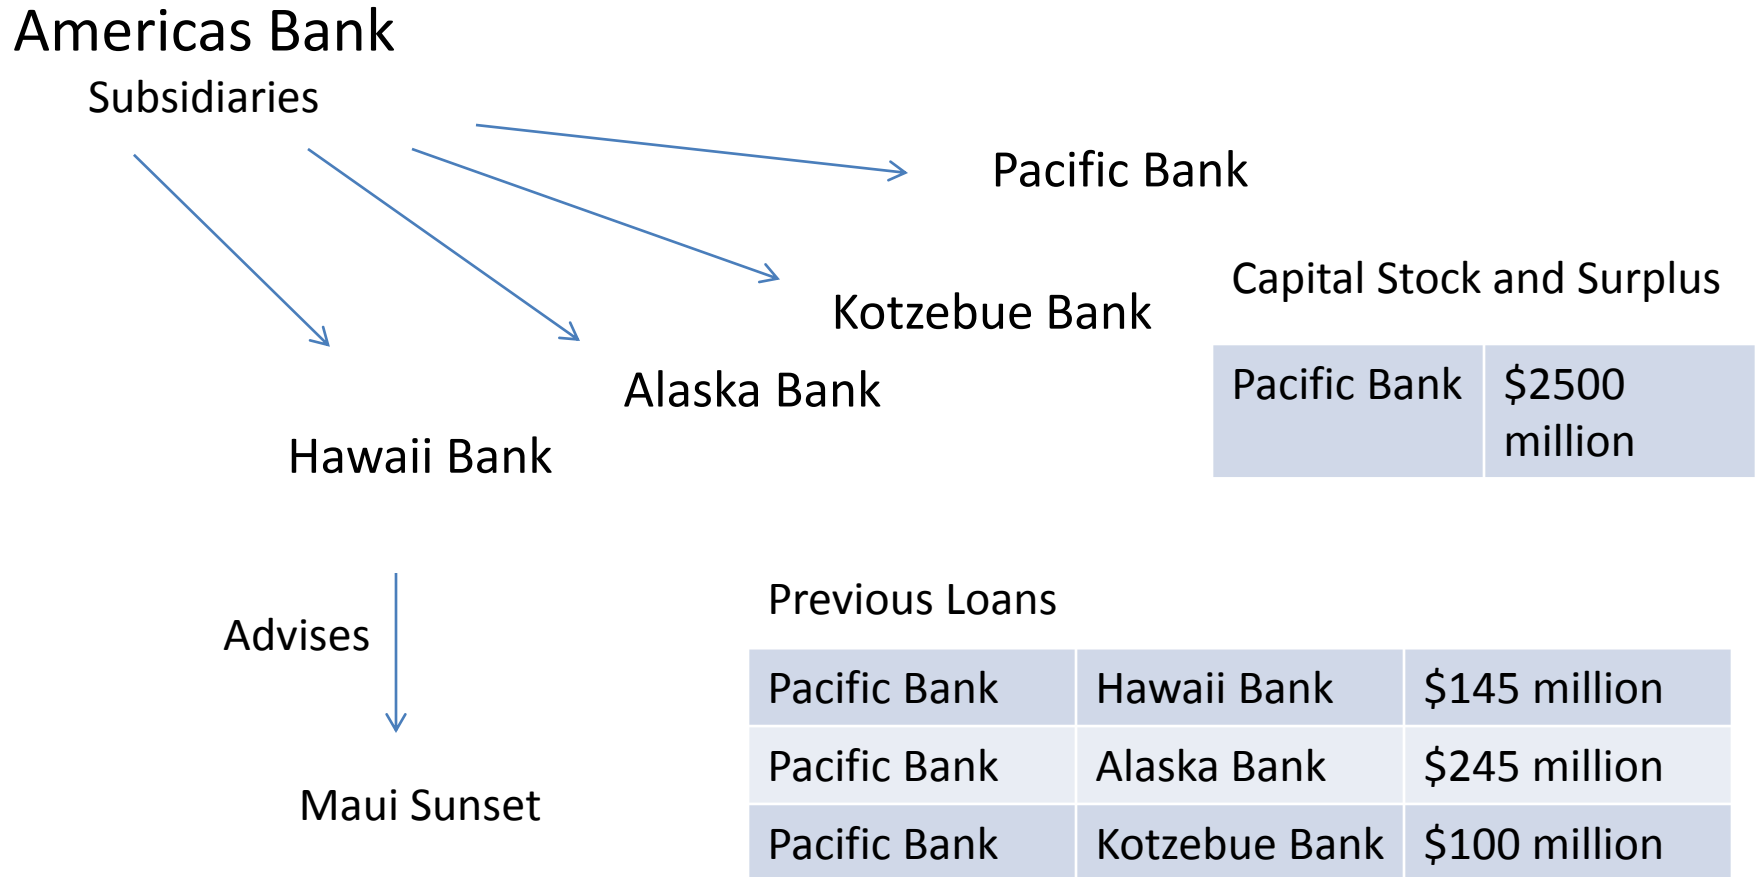 Americas Bank
Subsidiaries
Pacific Bank
Kotzebue Bank
Alaska Bank
Hawaii Bank
Capital Stock and Surplus
Pacific Bank $2500
million
Advises
Maui Sunset
Previous Loans
Pacific Bank Hawaii Bank $145 million
Pacific Bank Alaska Bank $245 million
Pacific Bank Kotzebue Bank $100 million